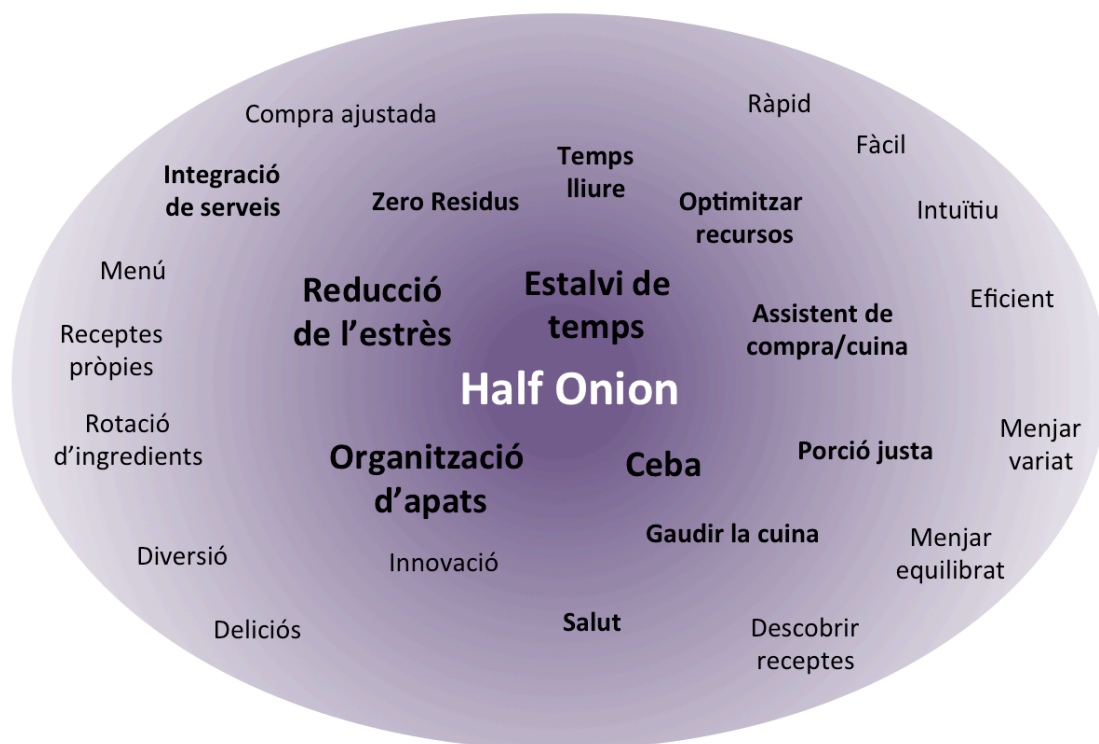 Compra ajustada
Ràpid
Fàcil
Temps
lliure
Integració
de serveis
Zero Residus
Optimitzar
recursos
Intuïtiu
Menú
Reducció
de l’estrès
Estalvi de
temps
Eficient
Assistent de
compra/cuina
Receptes
pròpies
Half Onion
Rotació
d’ingredients
Organització
d’apats
Ceba
Porció justa
Menjar
variat
Gaudir la cuina
Menjar
equilibrat
Diversió
Innovació
Deliciós
Salut
Descobrir
receptes